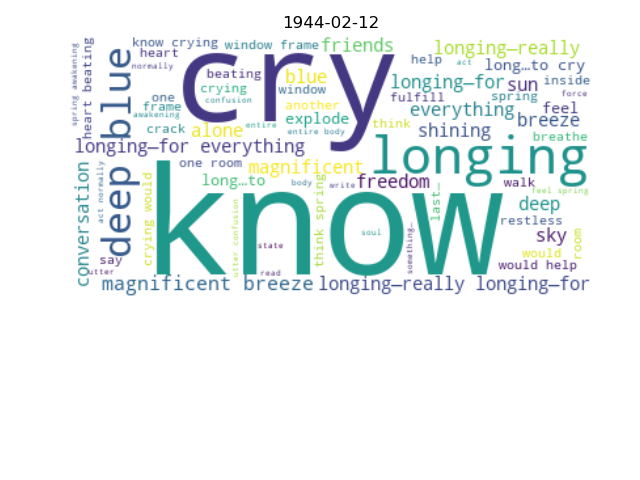 1944-02-12
spring awakening
heart beating
know crying
window frame
friends
longing—really
heart
normally
blue
cry
help
act
long…to cry
beating
blue
longing—for
sun
inside
crying
window
fulfill
spring
force
one
confusion
another
everything
feel
frame
awakening
explode
breeze
crack
alone
entire
entire body
think
shining
breathe
longing—for everything
longing
conversation
deep
one room
magnificent
freedom
act normally
crying would
long…to
body
write
walk
feel spring
know
think spring
last—
deep
utter confusion
soul
restless
state
something—
sky
room
say
would
utter
read
would help
magnificent breeze
longing—really longing—for